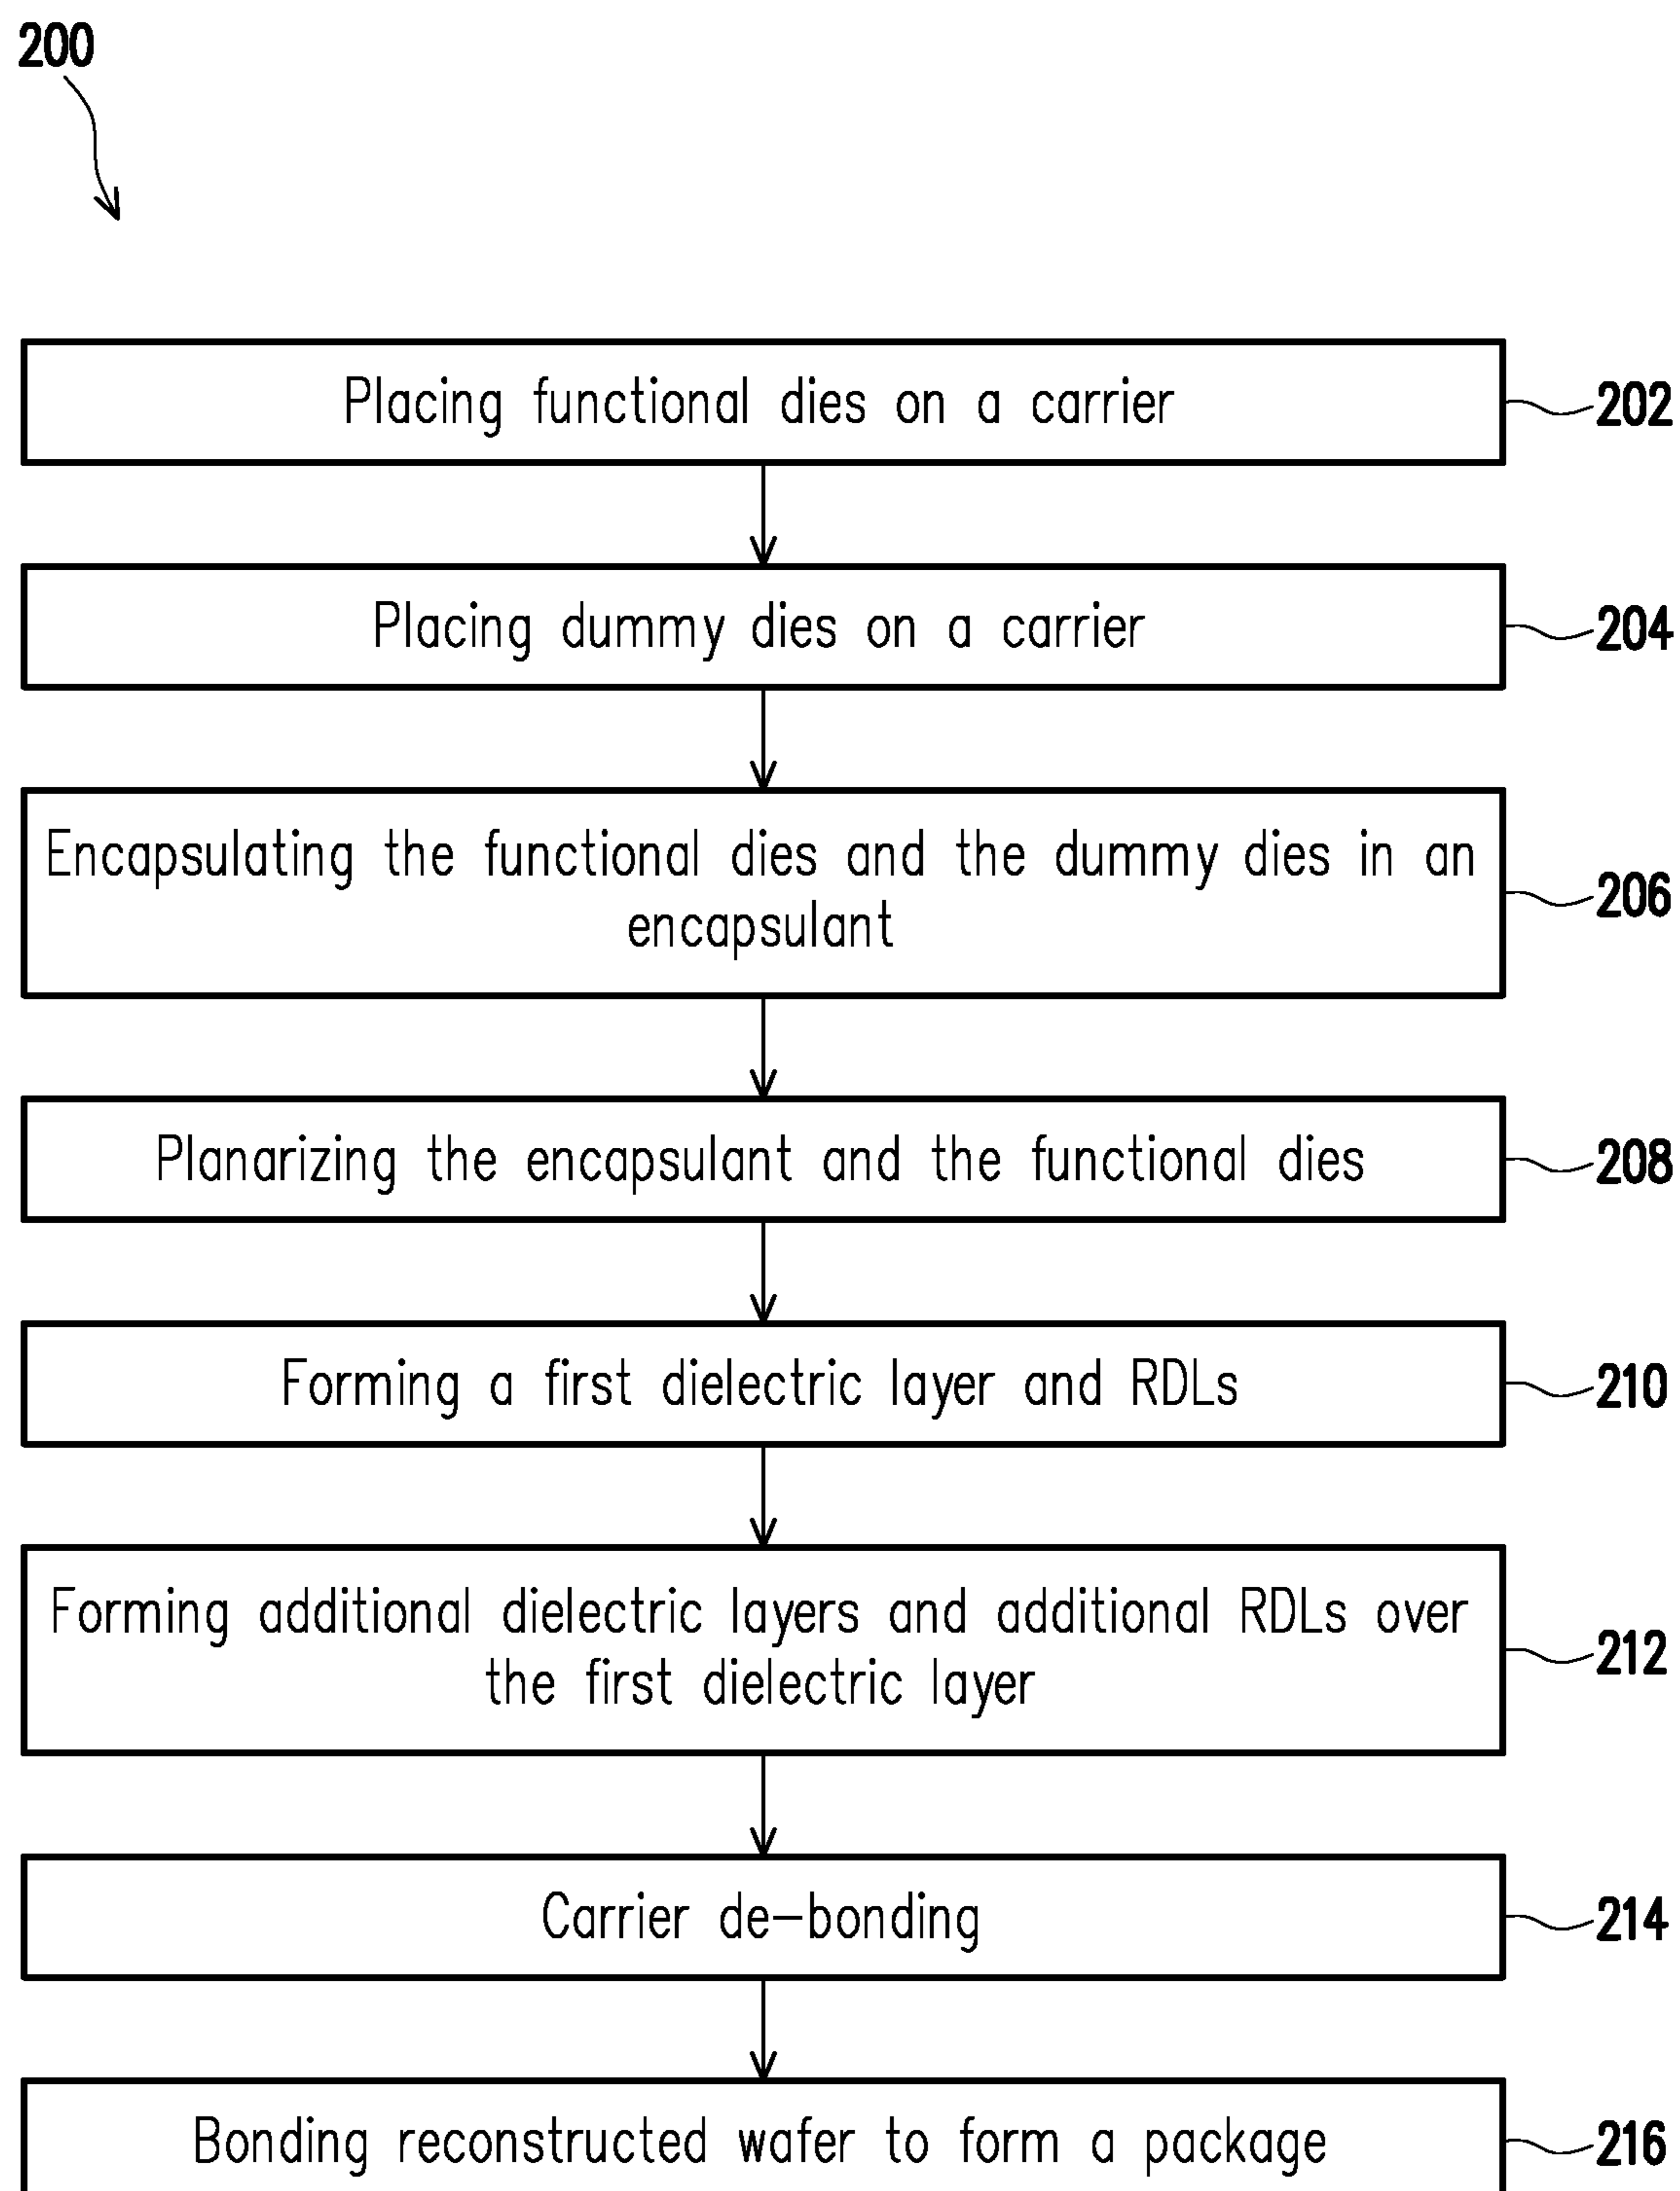 200
Placing functional dies on a carrier
202
Placing dummy dies on a carrier
204
Encapsulating the functional dies and the dummy dies in an
encapsulant
206
Planarizing the encapsulant and the functional dies
208
Forming a first dielectric layer and RDLs
210
Forming additional dielectric layers and additional RDLs over
the first dielectric layer
212
Carrier de-bonding
214
Bonding reconstructed wafer to form a package
216